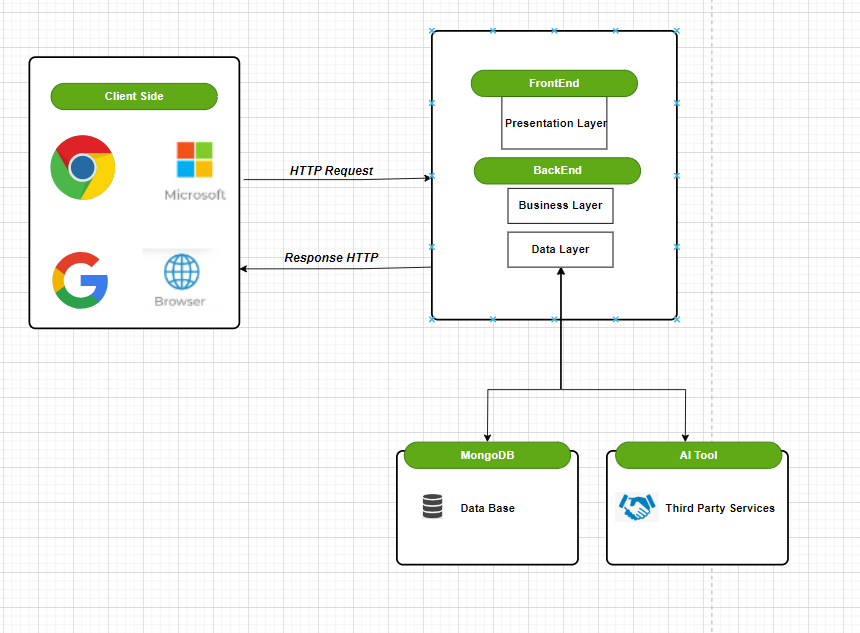 Client Side
Microsoft
Browser
HTTP Request
Response HTTP
FrontEnd
Presentation Layer
BackEnd
Business Layer
Data Layer
MongoDB
Data Base
AI Tool
Third Party Services